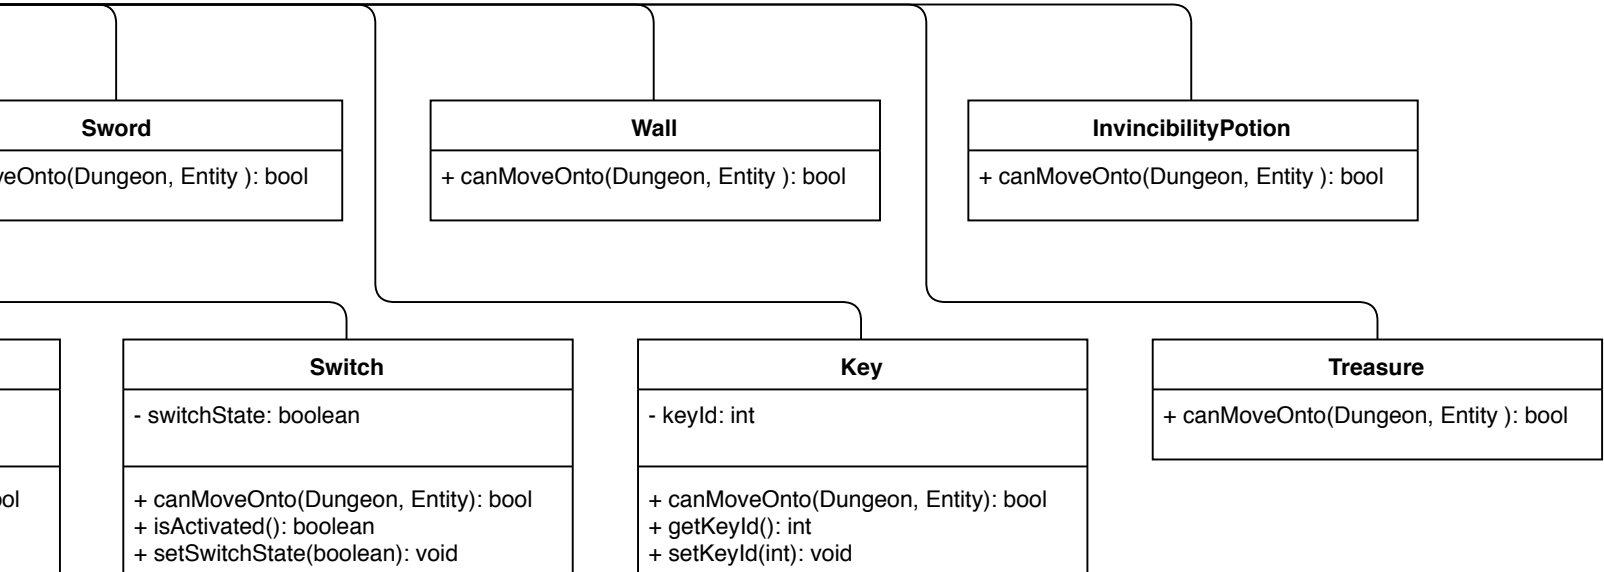 Sword
Wall
InvincibilityPotion
veOnto(Dungeon, Entity ): bool
+ canMoveOnto(Dungeon, Entity ): bool
+ canMoveOnto(Dungeon, Entity ): bool
Switch
Key
Treasure
- switchState: boolean
- keyId: int
+ canMoveOnto(Dungeon, Entity ): bool
ol
+ canMoveOnto(Dungeon, Entity): bool
+ isActivated(): boolean
+ setSwitchState(boolean): void
+ canMoveOnto(Dungeon, Entity): bool
+ getKeyId(): int
+ setKeyId(int): void